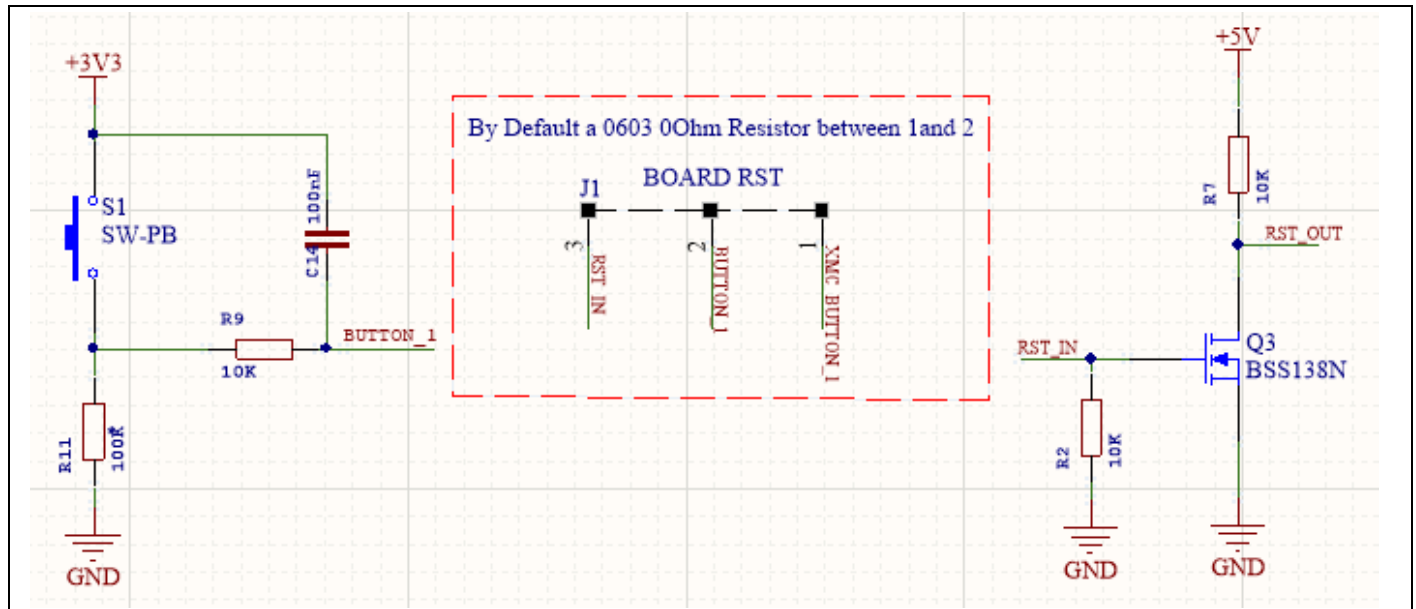 +3V3
S1
SW-PB
100nF
C14
R9
10K
BUTTON_1
R11
100K
GND
By Default a 0603 0Ohm Resistor between 1and 2
BOARD RST
J1
3
2
1
RST_IN
BUTTON_1
XMC_BUTTON_1
+5V
R7
10K
RST_OUT
RST_IN
Q3
BSS138N
R2
10K
GND
GND